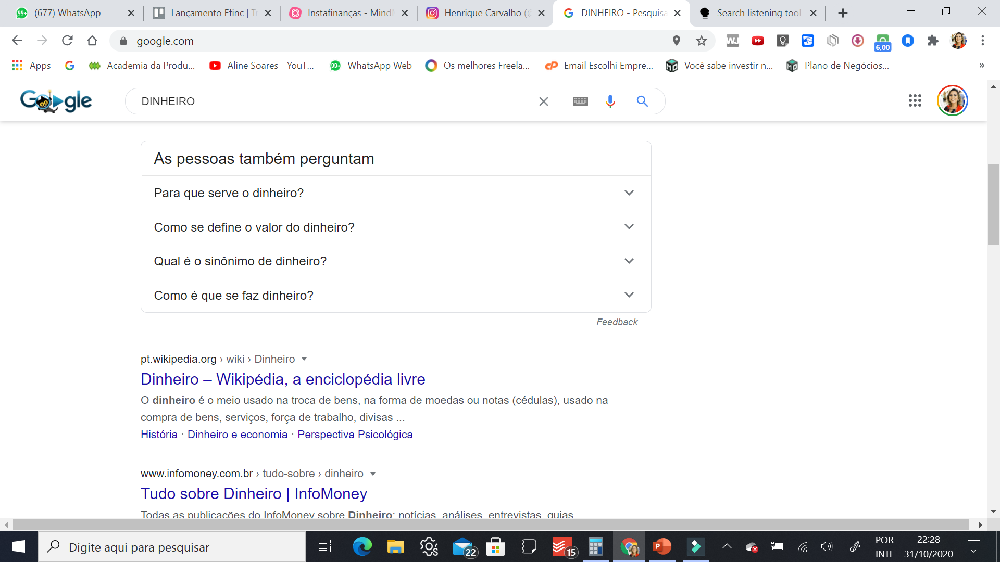 (677) WhatsApp
Lançamento Efinc | Tr
Instafinanças - MindM
Henrique Carvalho (@
DINHEIRO - Pesquisa
Search listening tool
google.com
WJ
6,00
Apps
Academia da Produ...
Aline Soares - YouT...
99+
WhatsApp Web
Os melhores Freela...
Email Escolhi Empre...
Você sabe investir n...
Plano de Negócios...
»
Google
DINHEIRO
As pessoas também perguntam
Para que serve o dinheiro?
Como se define o valor do dinheiro?
Qual é o sinônimo de dinheiro?
Como é que se faz dinheiro?
Feedback
pt.wikipedia.org › wiki › Dinheiro
Dinheiro – Wikipédia, a enciclopédia livre
O dinheiro é o meio usado na troca de bens, na forma de moedas ou notas (cédulas), usado na
compra de bens, serviços, força de trabalho, divisas ...
História · Dinheiro e economia · Perspectiva Psicológica
www.infomoney.com.br › tudo-sobre › dinheiro
Tudo sobre Dinheiro | InfoMoney
Todas as publicações do InfoMoney sobre Dinheiro: notícias, análises, entrevistas, guias,
Digite aqui para pesquisar
22
15
POR
INTL
22:28
31/10/2020